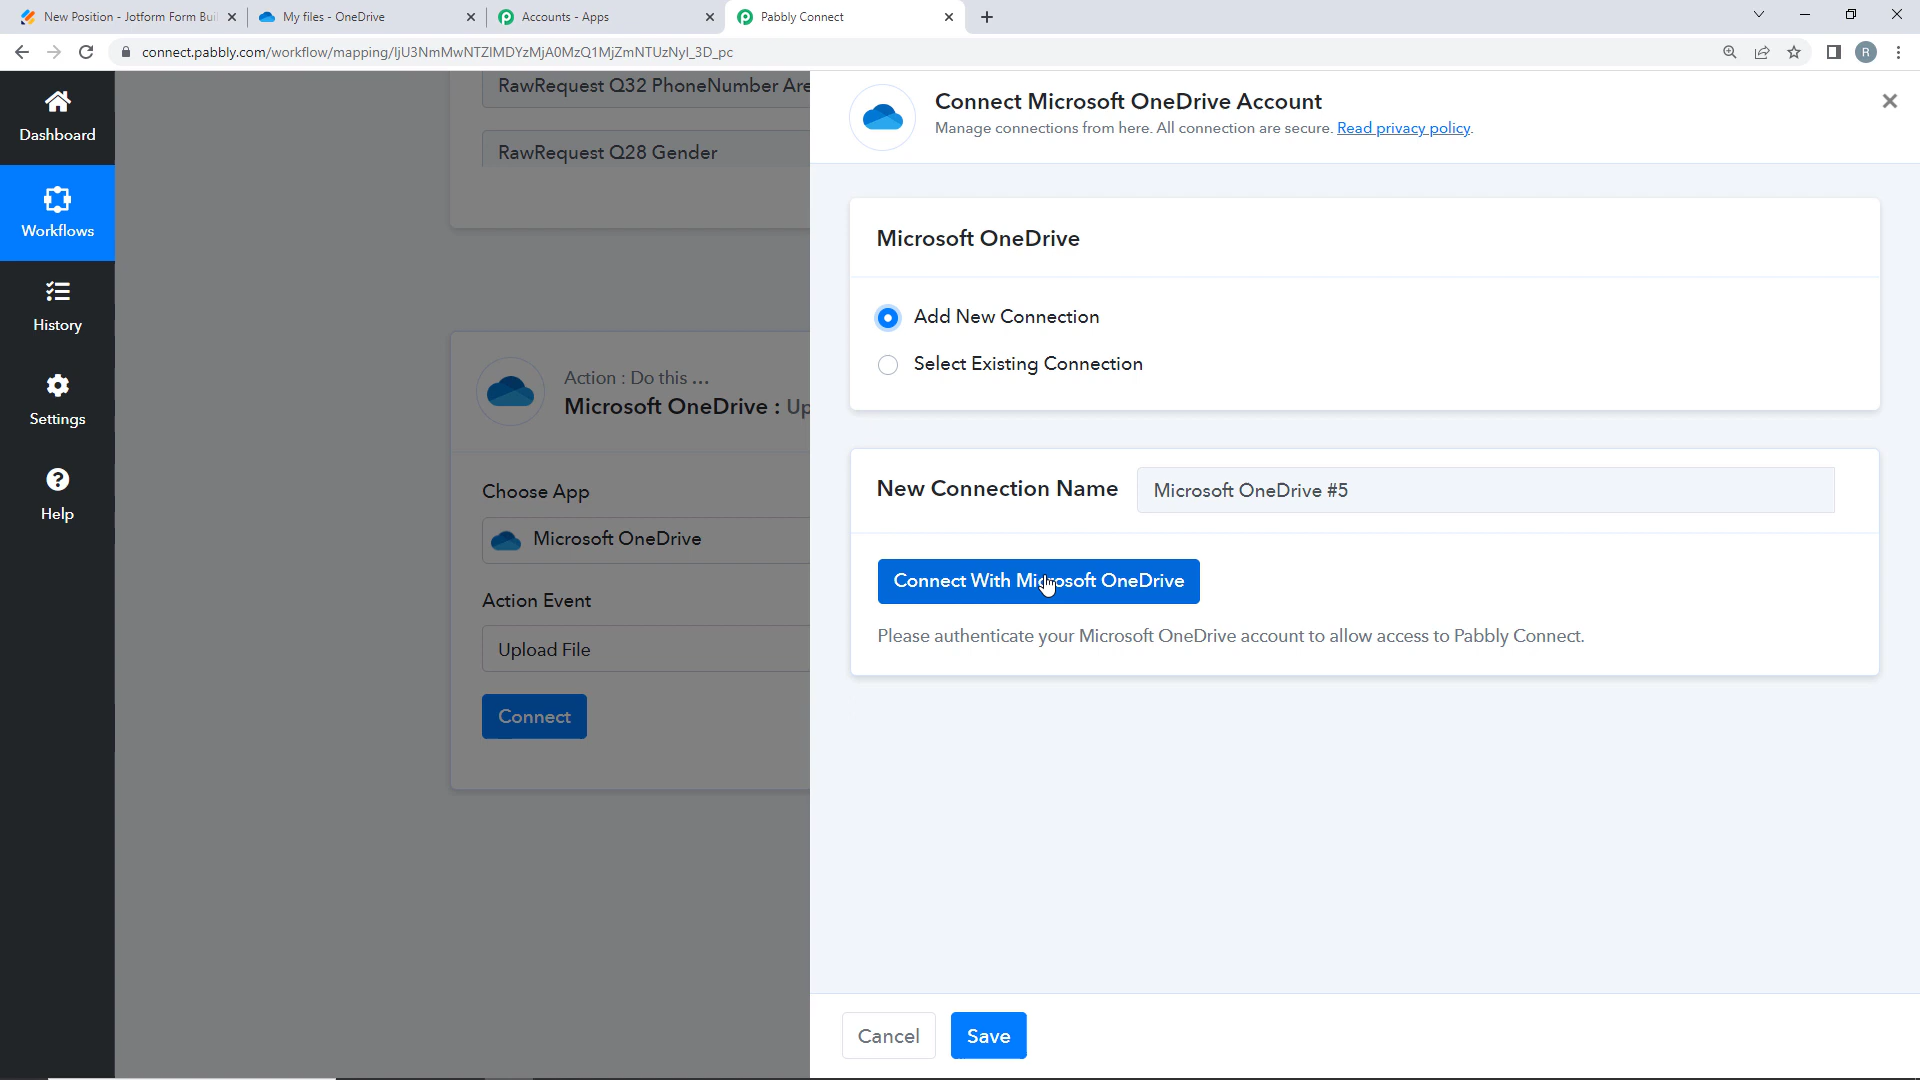 New Position - Jotform Form Bui
My files - OneDrive
Accounts - Apps
Pabbly Connect
connect.pabbly.com/workflow/mapping/IjU3NmMwNTZlMDYzMjA0MzQ1MjZmNTUzNyI_3D_pc
R
Dashboard
Workflows
History
Settings
Help
RawRequest Q32 PhoneNumber Are
RawRequest Q28 Gender
Action : Do this ...
Microsoft OneDrive : Up
Choose App
Microsoft OneDrive
Action Event
Upload File
Connect
Connect Microsoft OneDrive Account
Manage connections from here. All connection are secure. Read privacy policy.
Microsoft OneDrive
Add New Connection
Select Existing Connection
New Connection Name
Microsoft OneDrive #5
Connect With Microsoft OneDrive
Please authenticate your Microsoft OneDrive account to allow access to Pabbly Connect.
Cancel
Save